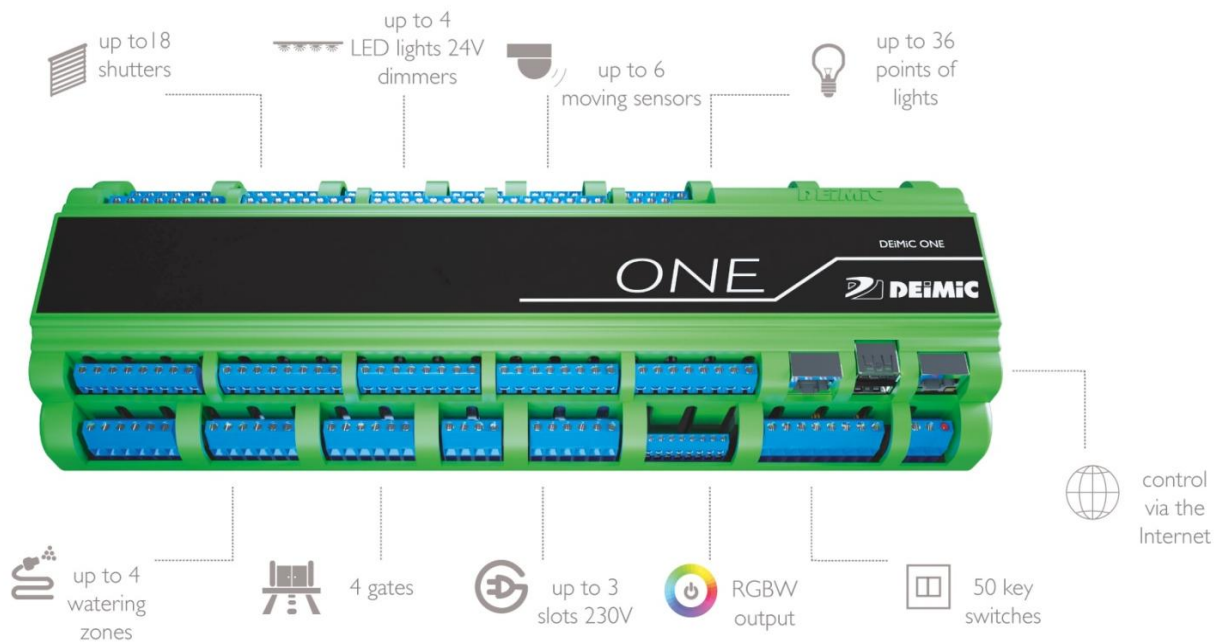 up to18
shutters
up to 4
LED lights 24V
dimmers
up to 6
moving sensors
up to 36
points of
lights
DEiMiC
DEiMiC ONE
ONE
DEiMiC
control
via the
Internet
up to 4
watering
zones
4 gates
up to 3
slots 230V
RGBW
output
50 key
switches